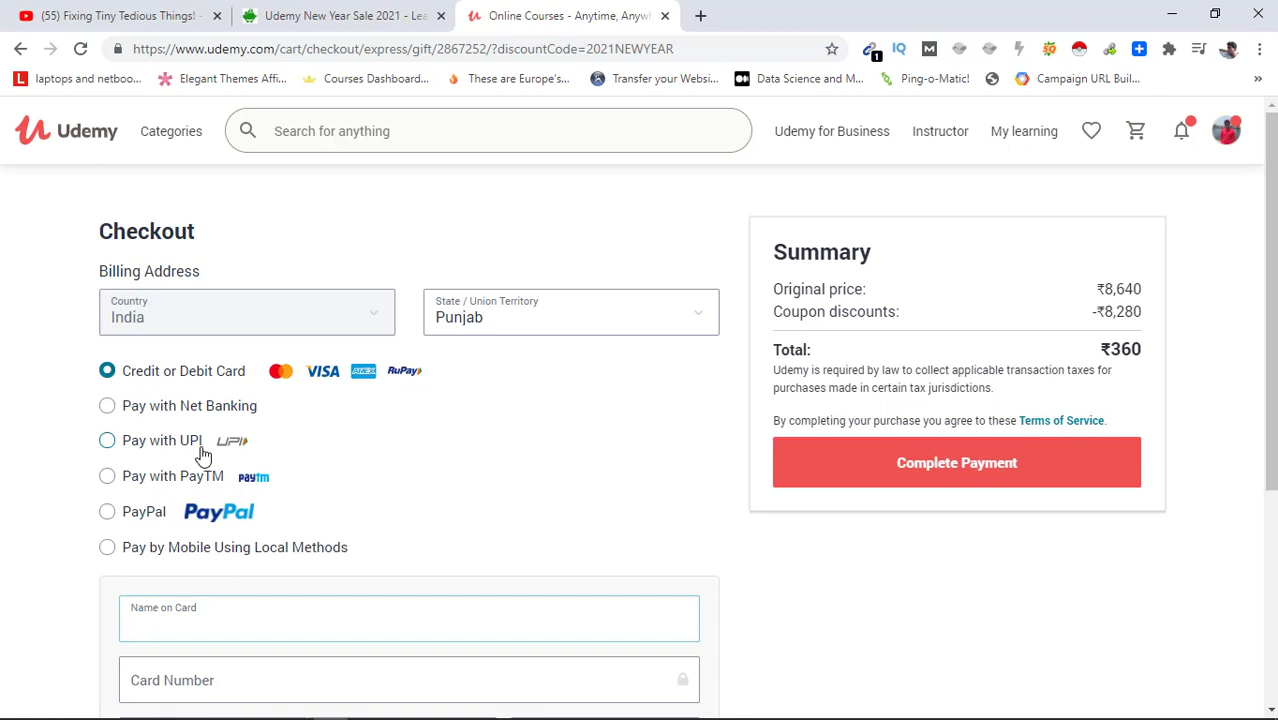 (55) Fixing Tiny Tedious Things! -
Udemy New Year Sale 2021 - Lea
Online Courses - Anytime, Anywh
https://www.udemy.com/cart/checkout/express/gift/2867252/?discountCode=2021NEWYEAR
1
IQ
M
L laptops and netboo...
Elegant Themes Affi...
Courses Dashboard...
These are Europe's...
Transfer your Websi...
Data Science and M...
Ping-o-Matic!
Campaign URL Buil...
»
Udemy
Categories
Search for anything
Udemy for Business
Instructor
My learning
Checkout
Billing Address
Country
India
State / Union Territory
Punjab
Credit or Debit Card VISA AMEX RuPay
Pay with Net Banking
Pay with UPI UPI
Pay with PayTM paytm
PayPal PayPal
Pay by Mobile Using Local Methods
Name on Card
Card Number
Summary
Original price: ₹8,640
Coupon discounts: -₹8,280
Total: ₹360
Udemy is required by law to collect applicable transaction taxes for
purchases made in certain tax jurisdictions.
By completing your purchase you agree to these Terms of Service.
Complete Payment